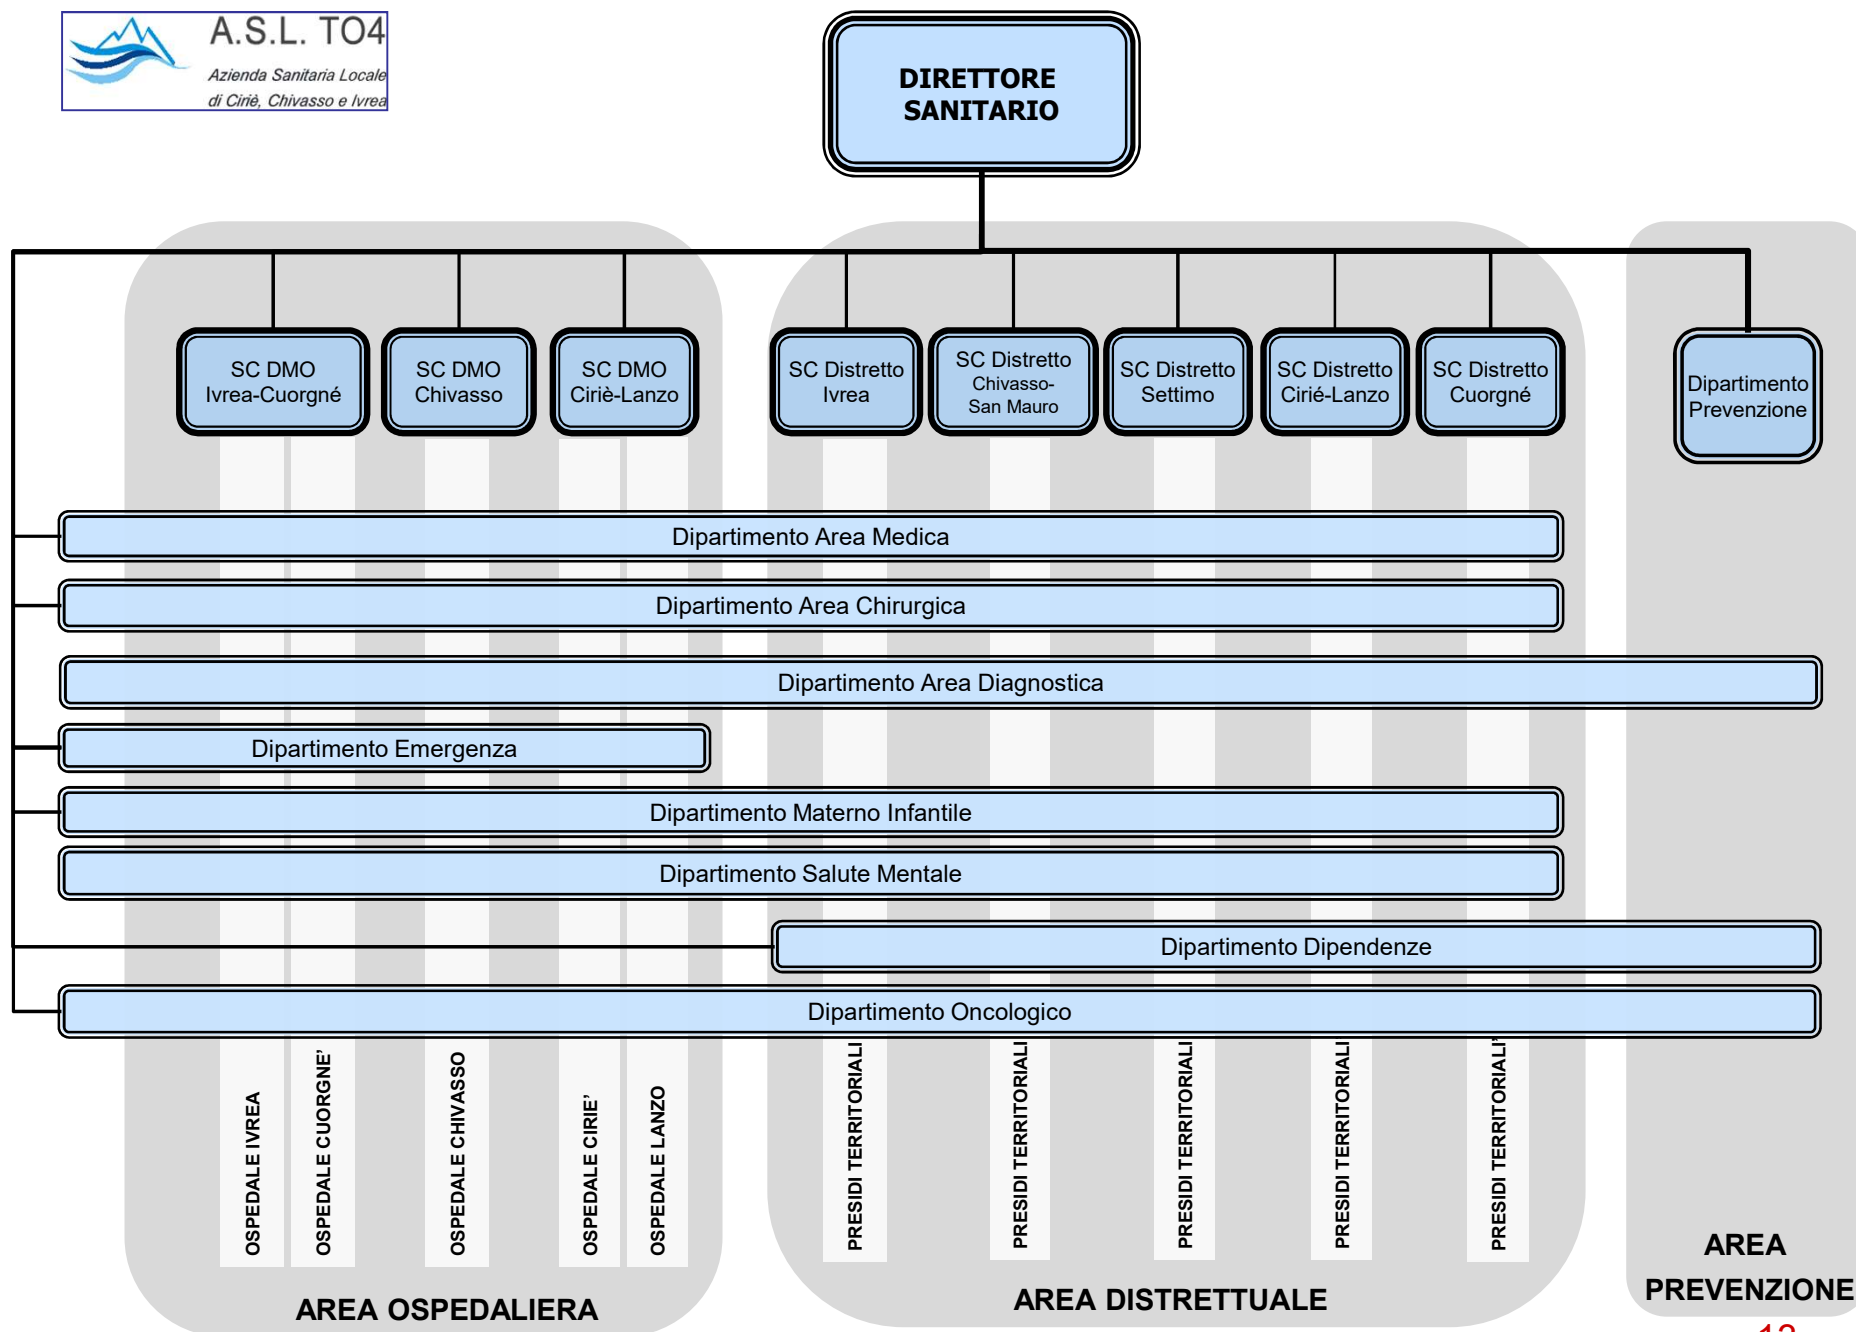 A.S.L. TO4
Azienda Sanitaria Locale
di Ciriè, Chivasso e Ivrea
DIRETTORE
SANITARIO
SC DMO
Ivrea-Cuorgné
SC DMO
Chivasso
SC DMO
Ciriè-Lanzo
SC Distretto
Ivrea
SC Distretto
Chivasso-
San Mauro
SC Distretto
Settimo
SC Distretto
Cirié-Lanzo
SC Distretto
Cuorgné
Dipartimento
Prevenzione
Dipartimento Area Medica
Dipartimento Area Chirurgica
Dipartimento Area Diagnostica
Dipartimento Emergenza
Dipartimento Materno Infantile
Dipartimento Salute Mentale
Dipartimento Dipendenze
Dipartimento Oncologico
OSPEDALE IVREA
OSPEDALE CUORGNE’
OSPEDALE CHIVASSO
OSPEDALE CIRIE’
OSPEDALE LANZO
PRESIDI TERRITORIALI
PRESIDI TERRITORIALI
PRESIDI TERRITORIALI
PRESIDI TERRITORIALI
PRESIDI TERRITORIALI’
AREA OSPEDALIERA
AREA DISTRETTUALE
AREA
PREVENZIONE